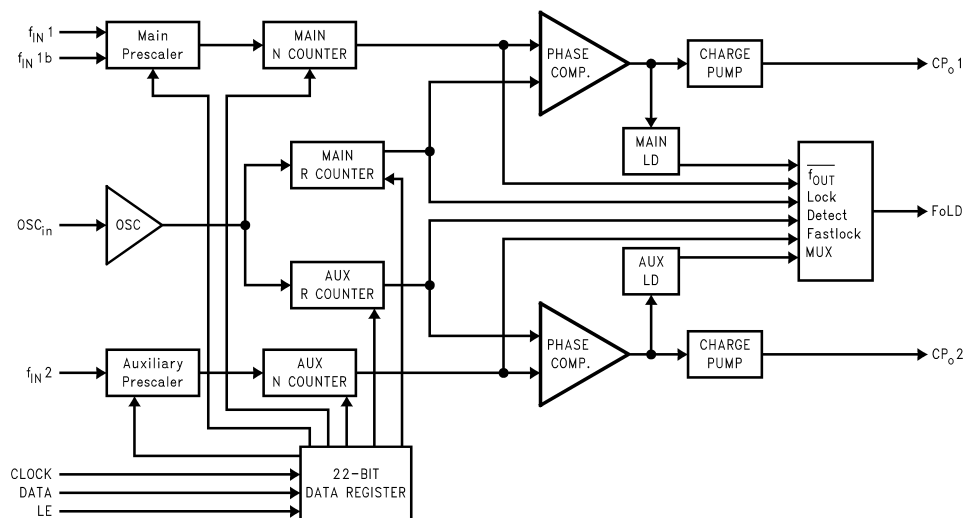 f_IN 1
f_IN 1b
Main
Prescaler
MAIN
N COUNTER
PHASE
COMP.
CHARGE
PUMP
CP_o 1
MAIN
LD
MAIN
R COUNTER
OSC_in
OSC
f_OUT
Lock
Detect
Fastlock
MUX
FoLD
AUX
R COUNTER
AUX
LD
f_IN 2
Auxiliary
Prescaler
AUX
N COUNTER
PHASE
COMP.
CHARGE
PUMP
CP_o 2
CLOCK
DATA
LE
22-BIT
DATA REGISTER